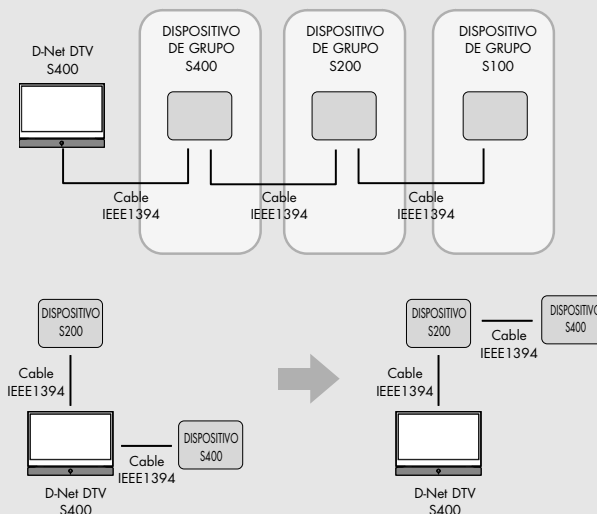 D-Net DTV
S400
DISPOSITIVO
DE GRUPO
S400
DISPOSITIVO
DE GRUPO
S200
DISPOSITIVO
DE GRUPO
S100
Cable
IEEE1394
Cable
IEEE1394
Cable
IEEE1394
DISPOSITIVO
S200
Cable
IEEE1394
DISPOSITIVO
S400
Cable
IEEE1394
D-Net DTV
S400
DISPOSITIVO
S200
DISPOSITIVO
S400
Cable
IEEE1394
Cable
IEEE1394
D-Net DTV
S400